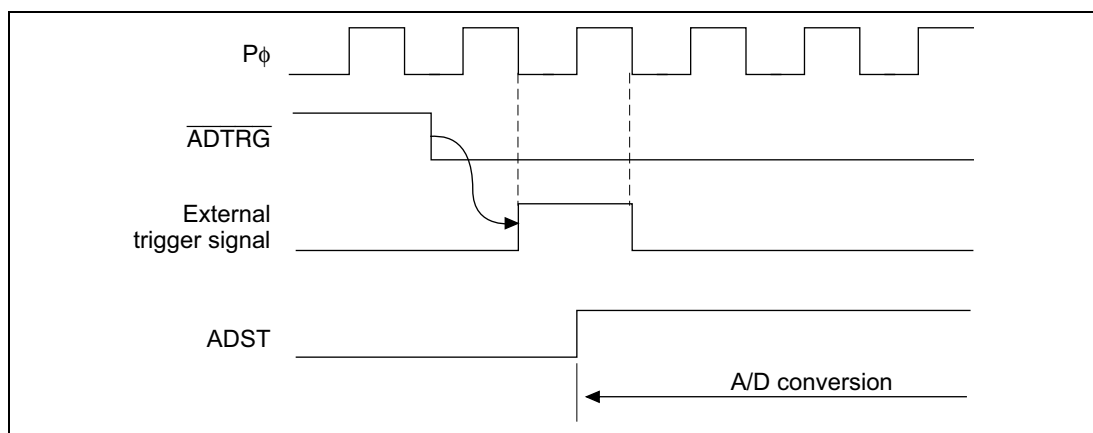 Pϕ
ADTRG
External
trigger signal
ADST
A/D conversion